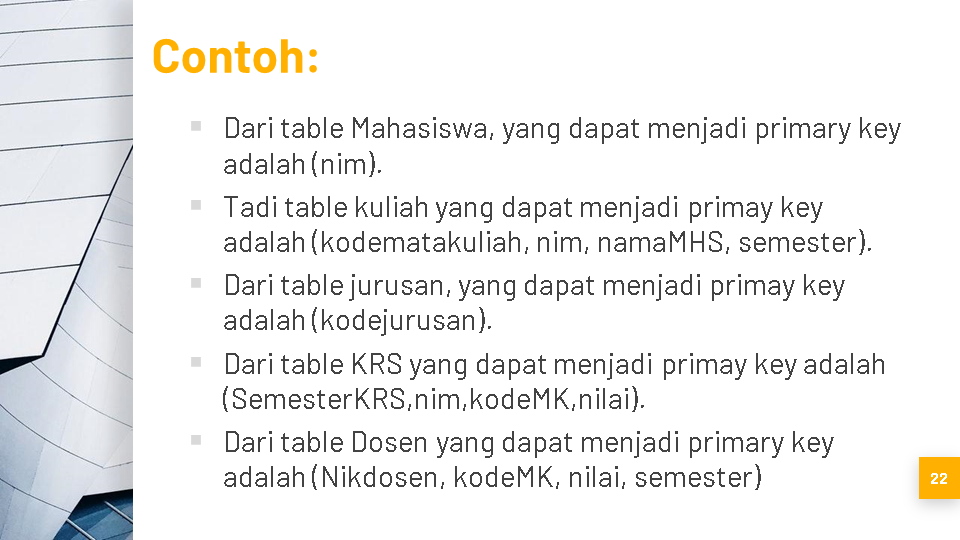 Contoh:
Dari table Mahasiswa, yang dapat menjadi primary key
adalah (nim).
Tadi table kuliah yang dapat menjadi primay key
adalah (kodematakuliah, nim, namaMHS, semester).
Dari table jurusan, yang dapat menjadi primay key
adalah (kodejurusan).
Dari table KRS yang dapat menjadi primay key adalah
(SemesterKRS,nim,kodeMK,nilai).
Dari table Dosen yang dapat menjadi primary key
adalah (Nikdosen, kodeMK, nilai, semester)
22